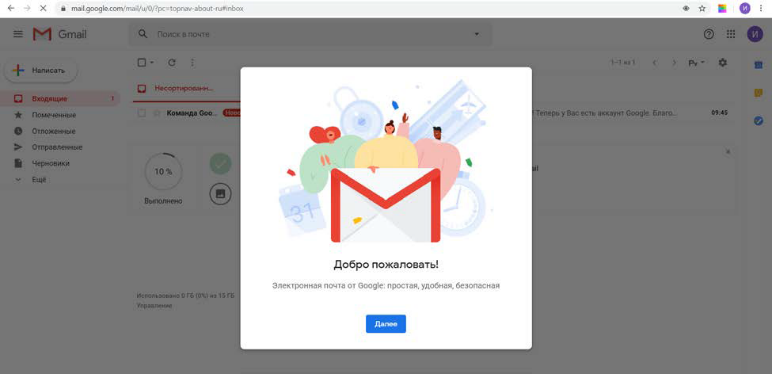 mail.google.com/mail/u/0/?pc=topnav-about-ru#inbox
И
Gmail
Поиск в почте
И
Написать
1–1 из 1
Несортированн...
Входящие 1
Помеченные
Команда Goo..
? Теперь у Вас есть аккаунт Google. Благо...
09:45
Отложенные
Отправленные
Черновики
Ещё
10 %
Выполнено
31
Добро пожаловать!
Электронная почта от Google: простая, удобная, безопасная
Использовано 0 ГБ (0%) из 15 ГБ
Управление
Далее